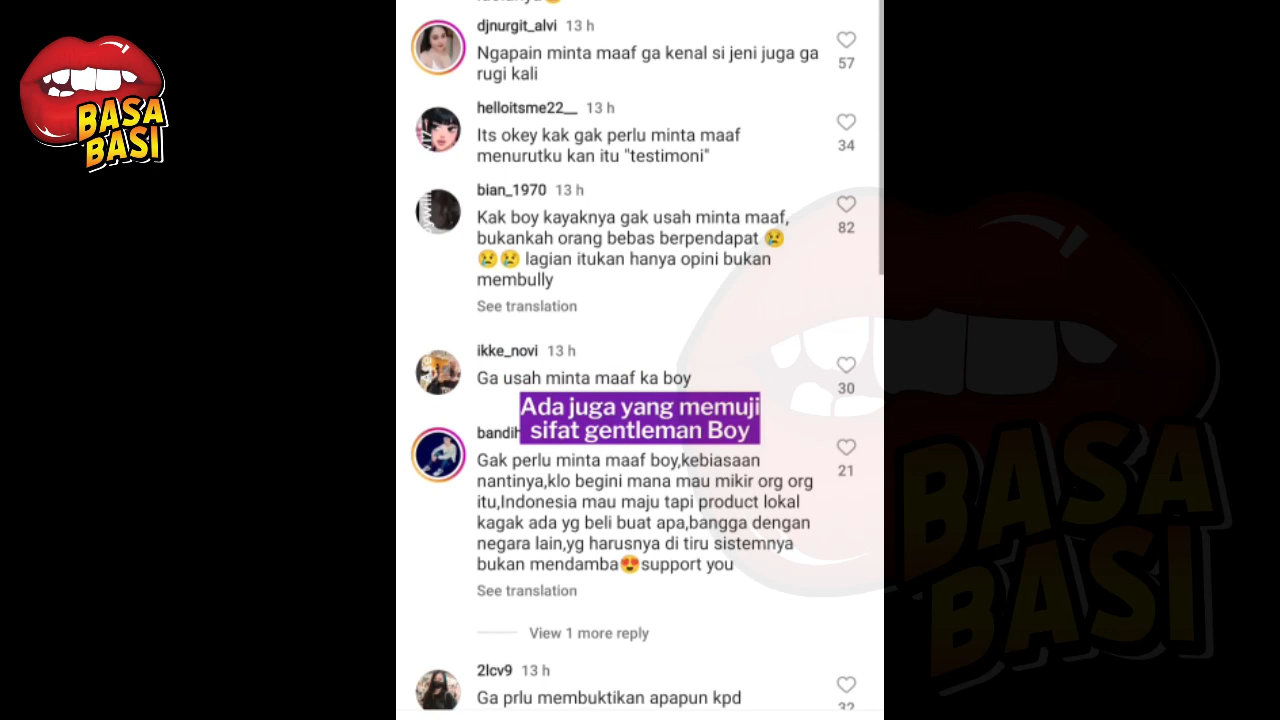 BASA
BASI
djnurgit_alvi 13 h
Ngapain minta maaf ga kenal si jeni juga ga
rugi kali
57
helloitsme22__ 13 h
Its okey kak gak perlu minta maaf
menurutku kan itu "testimoni"
34
bian_1970 13 h
Kak boy kayaknya gak usah minta maaf,
bukankah orang bebas berpendapat 😢
😢😢 lagian itukan hanya opini bukan
membully
82
See translation
ikke_novi 13 h
Ga usah minta maaf ka boy
30
Ada juga yang memuji
sifat gentleman Boy
Gak perlu minta maaf boy,kebiasaan
nantinya,klo begini mana mau mikir org org
itu,Indonesia mau maju tapi product lokal
kagak ada yg beli buat apa,bangga dengan
negara lain,yg harusnya di tiru sistemnya
bukan mendamba😍support you
21
See translation
View 1 more reply
2lcv9 13 h
Ga prlu membuktikan apapun kpd
32
BASA
BASI